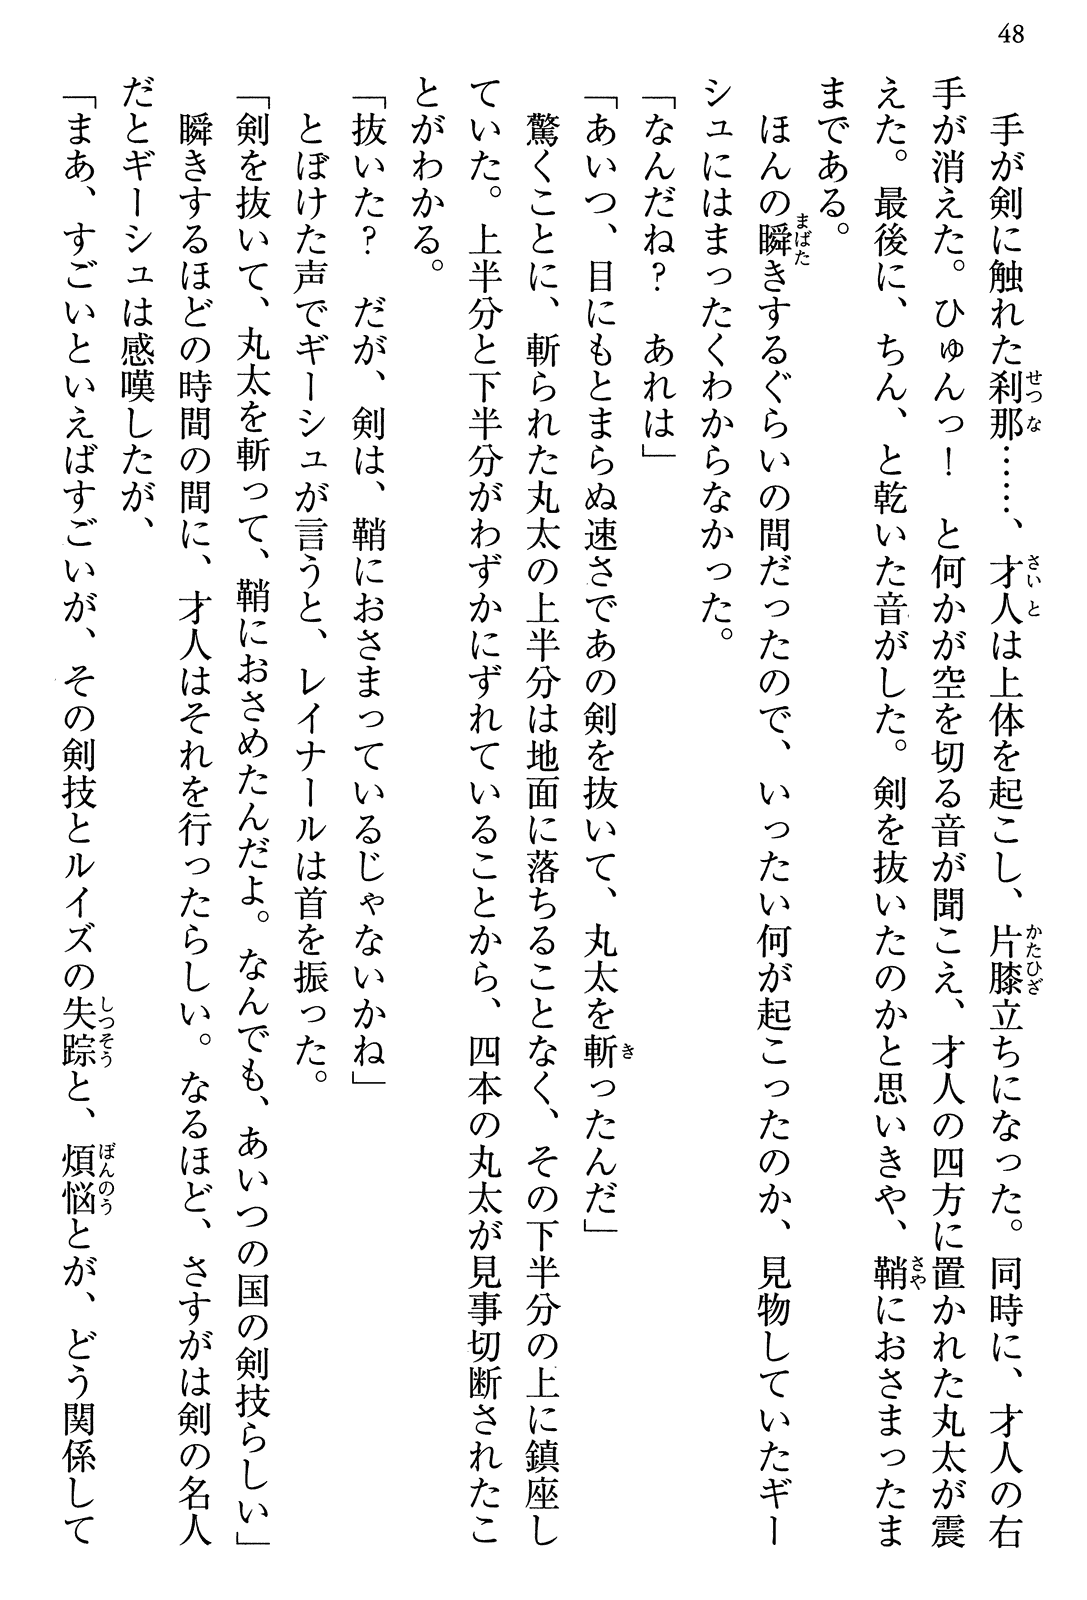 48
手が剣に触れた刹那……、才人は上体を起こし、片膝立ちになった。同時に、才人の右
手が消えた。ひゅんっ！　と何かが空を切る音が聞こえ、才人の四方に置かれた丸太が震
えた。最後に、ちん、と乾いた音がした。剣を抜いたのかと思いきや、鞘におさまったま
まである。
ほんの瞬きするぐらいの間だったので、いったい何が起こったのか、見物していたギー
シュにはまったくわからなかった。
「なんだね？　あれは」
「あいつ、目にもとまらぬ速さであの剣を抜いて、丸太を斬ったんだ」
驚くことに、斬られた丸太の上半分は地面に落ちることなく、その下半分の上に鎮座し
ていた。上半分と下半分がわずかにずれていることから、四本の丸太が見事切断されたこ
とがわかる。
「抜いた？　だが、剣は、鞘におさまっているじゃないかね」
とぼけた声でギーシュが言うと、レイナールは首を振った。
「剣を抜いて、丸太を斬って、鞘におさめたんだよ。なんでも、あいつの国の剣技らしい」
瞬きするほどの時間の間に、才人はそれを行ったらしい。なるほど、さすがは剣の名人
だとギーシュは感嘆したが、
「まあ、すごいといえばすごいが、その剣技とルイズの失踪と、煩悩とが、どう関係して